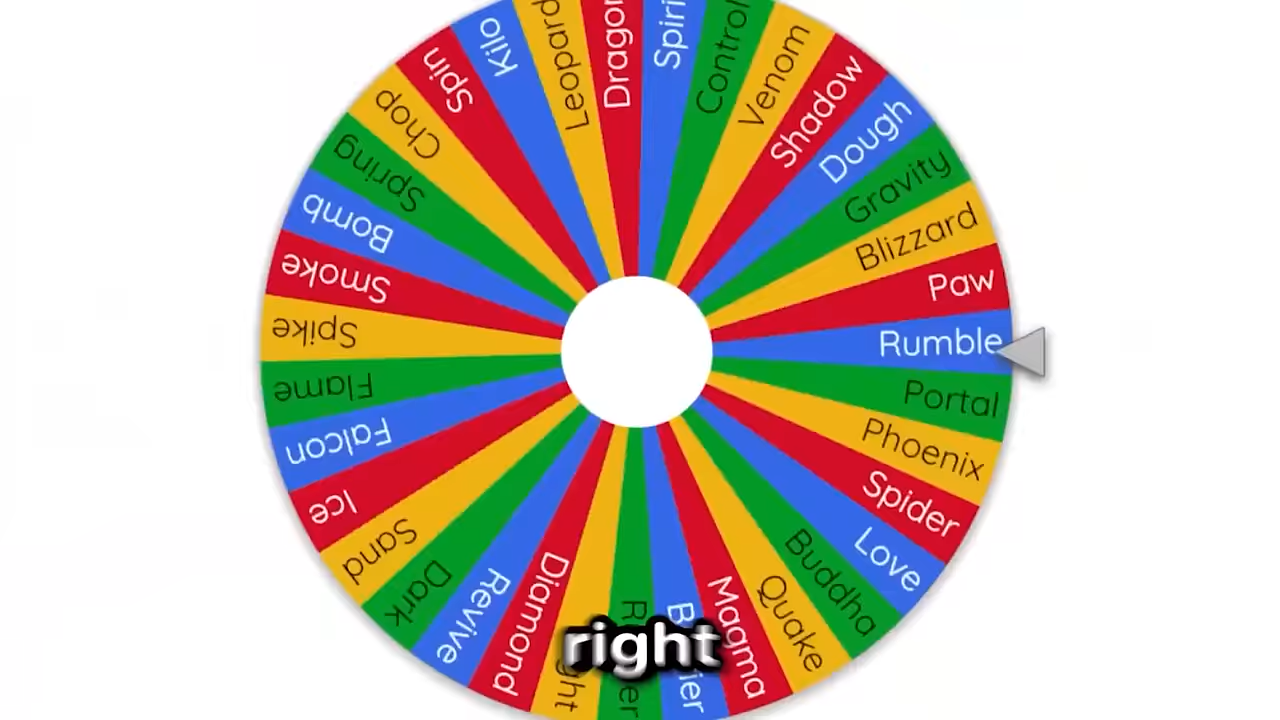 Kilo
Leopard
Dragon
Spiri
Control
Venom
Shadow
Dough
Gravity
Blizzard
Paw
Rumble
Portal
Phoenix
Spider
Love
Buddha
Quake
Magma
right
Diamond
Revive
Dark
Sand
Ice
Falcon
Flame
Spike
Smoke
Bomb
Spring
Chop
Spin